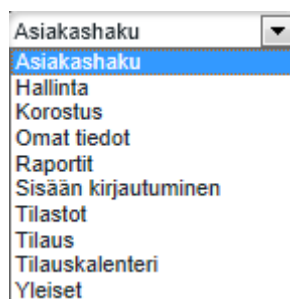 Asiakashaku
Asiakashaku
Hallinta
Korostus
Omat tiedot
Raportit
Sisään kirjautuminen
Tilastot
Tilaus
Tilauskalenteri
Yleiset